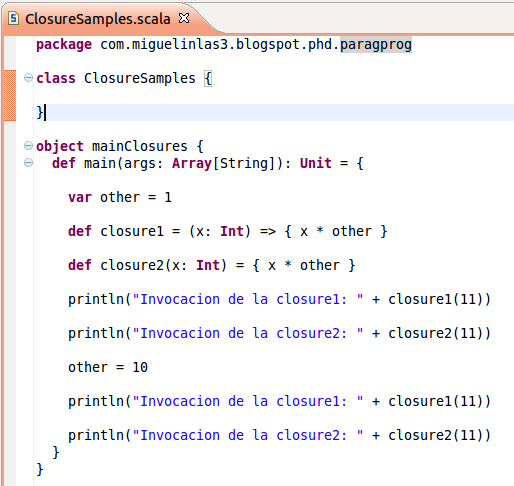 ClosureSamples.scala
package com.miguelinlas3.blogspot.phd.paragprog
class ClosureSamples {
}
object mainClosures {
def main(args: Array[String]): Unit = {
var other = 1
def closure1 = (x: Int) => { x * other }
def closure2(x: Int) = { x * other }
println("Invocacion de la closure1: " + closure1(11))
println("Invocacion de la closure2: " + closure2(11))
other = 10
println("Invocacion de la closure1: " + closure1(11))
println("Invocacion de la closure2: " + closure2(11))
}
}